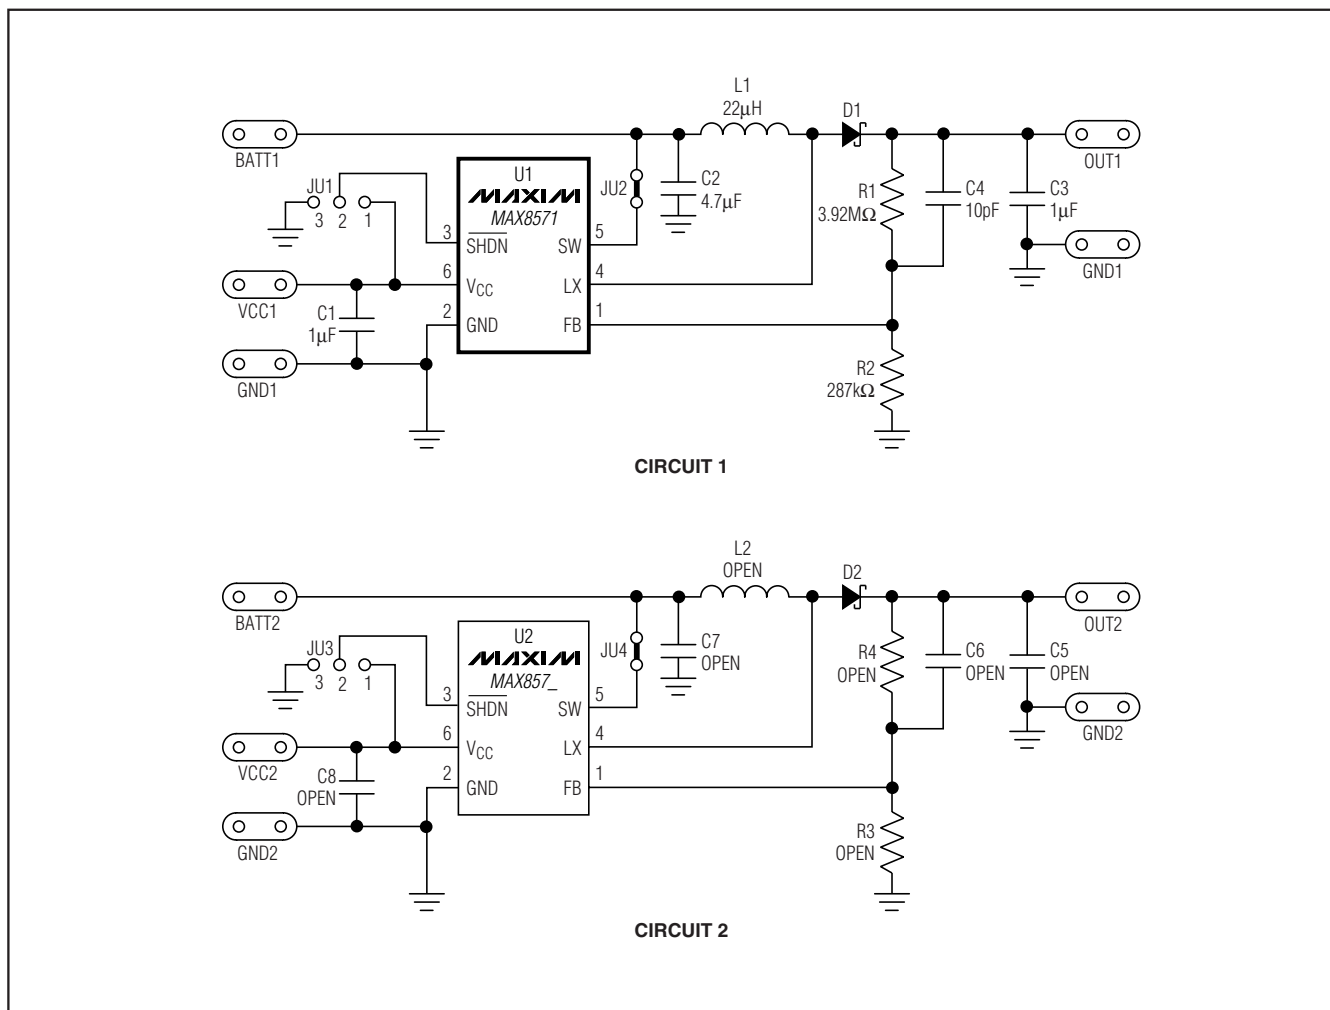 L1
22µH
D1
BATT1
OUT1
JU1
3 2 1
U1
MAXIM
MAX8571
JU2
C2
4.7µF
R1
3.92MΩ
C4
10pF
C3
1µF
GND1
3
SHDN
SW
5
6
VCC
LX
4
2
GND
FB
1
VCC1
C1
1µF
GND1
R2
287kΩ
CIRCUIT 1
L2
OPEN
D2
BATT2
OUT2
JU3
3 2 1
U2
MAXIM
MAX857_
JU4
C7
OPEN
R4
OPEN
C6
OPEN
C5
OPEN
GND2
3
SHDN
SW
5
6
VCC
LX
4
2
GND
FB
1
VCC2
C8
OPEN
GND2
R3
OPEN
CIRCUIT 2